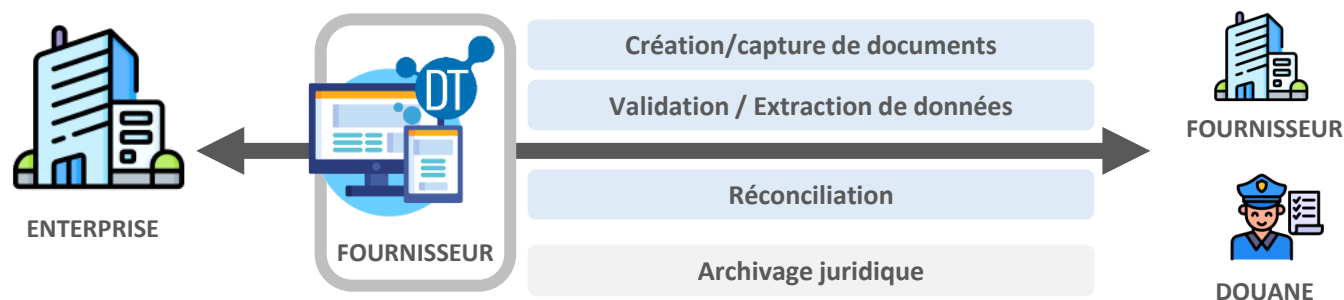 ENTERPRISE
DT
FOURNISSEUR
Création/capture de documents
Validation / Extraction de données
Réconciliation
Archivage juridique
FOURNISSEUR
DOUANE